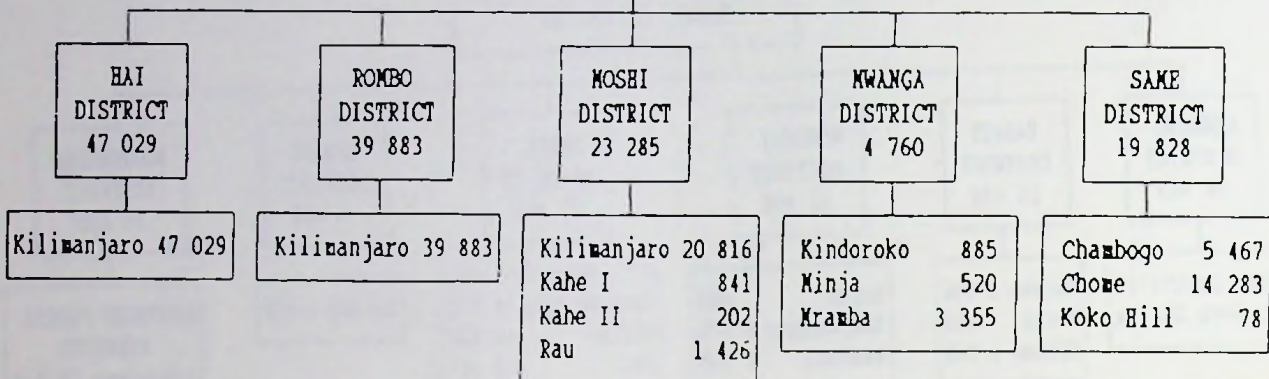 HAI
DISTRICT
47 029
ROMBO
DISTRICT
39 883
MOSHI
DISTRICT
23 285
MWANGA
DISTRICT
4 760
SAME
DISTRICT
19 828
Kilimanjaro 47 029
Kilimanjaro 39 883
Kilimanjaro 20 816
Kahe I 841
Kahe II 202
Rau 1 426
Kindoroko 885
Minja 520
Mramba 3 355
Chambogo 5 467
Chome 14 283
Koko Hill 78